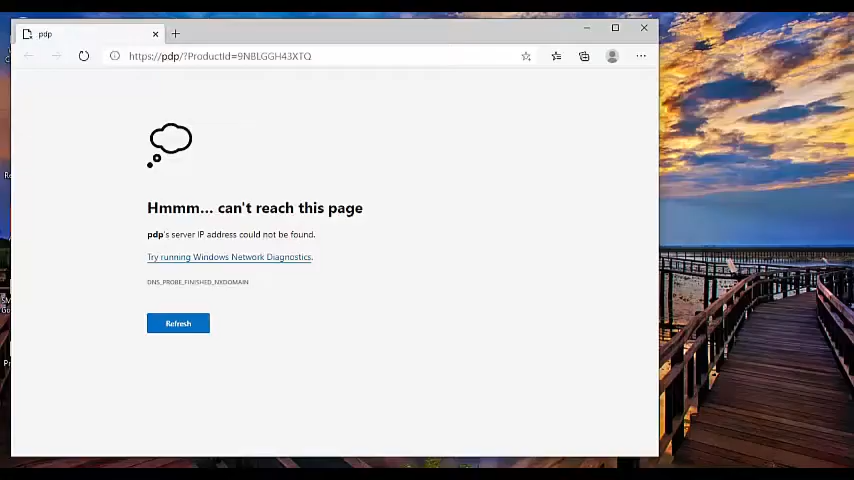 pdp
https://pdp/?ProductId=9NBLGGH43XTQ
Hmmm... can't reach this page
pdp's server IP address could not be found.
Try running Windows Network Diagnostics.
DNS_PROBE_FINISHED_NXDOMAIN
Refresh